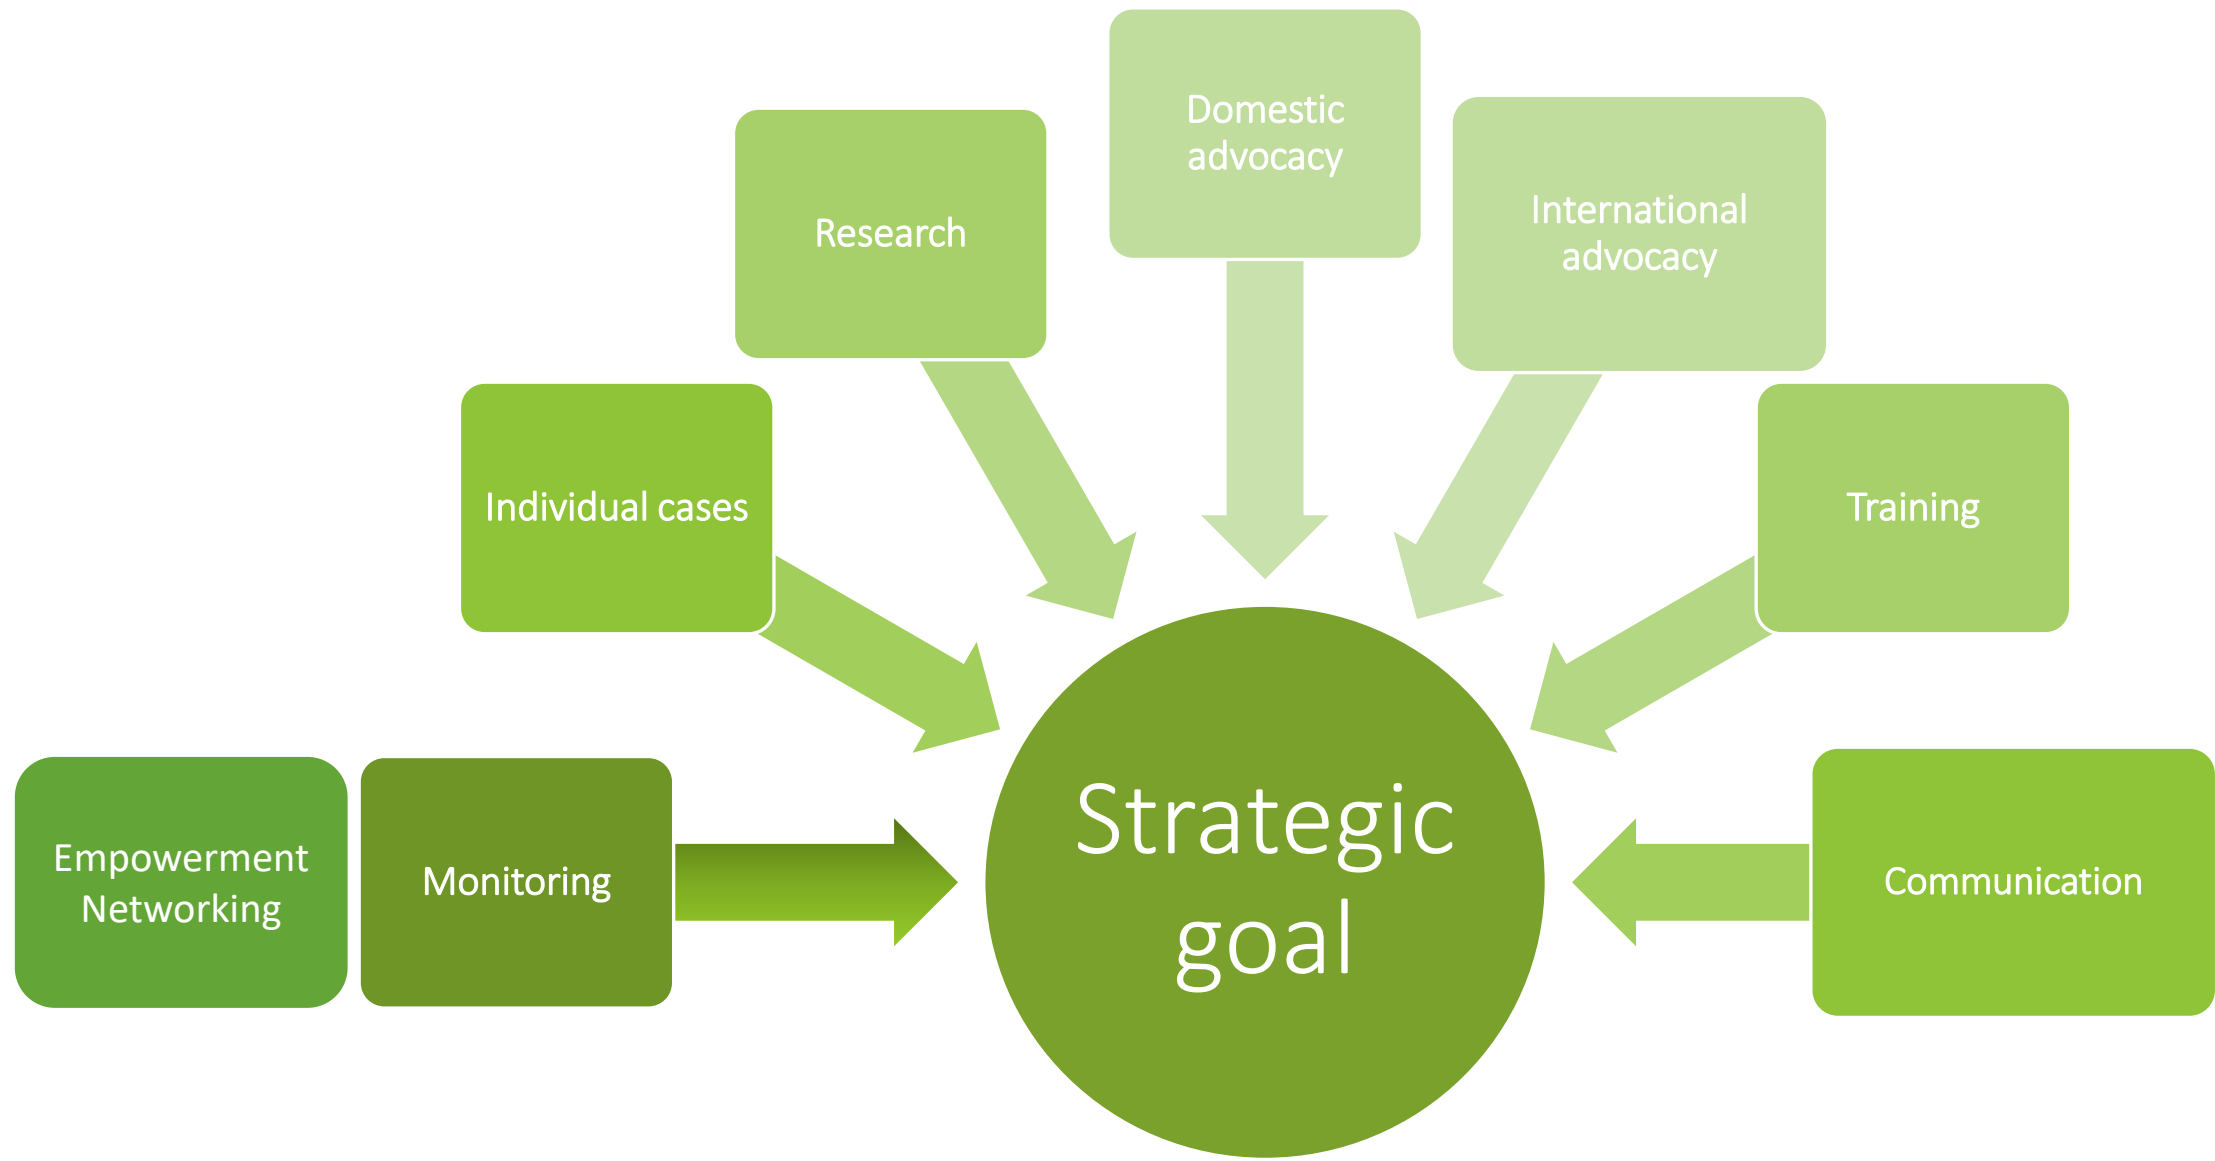 Domestic
advocacy
International
advocacy
Research
Individual cases
Training
Empowerment
Networking
Monitoring
Strategic
goal
Communication